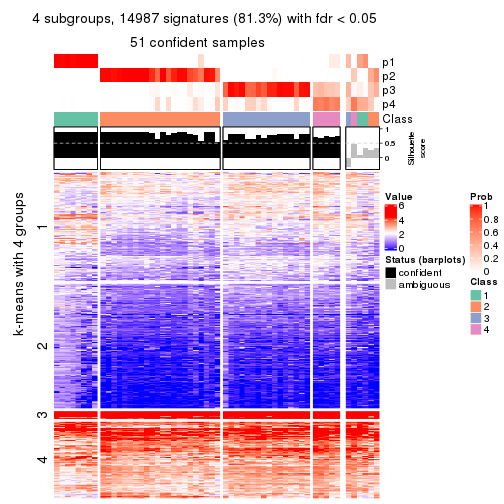 4 subgroups, 14987 signatures (81.3%) with fdr < 0.05
51 confident samples
p1
p2
p3
p4
Class
1
0.5
0
Silhouette
score
k-means with 4 groups
1
2
3
4
Value
6
4
2
0
Status (barplots)
confident
ambiguous
Prob
1
0.8
0.6
0.4
0.2
0
Class
1
2
3
4